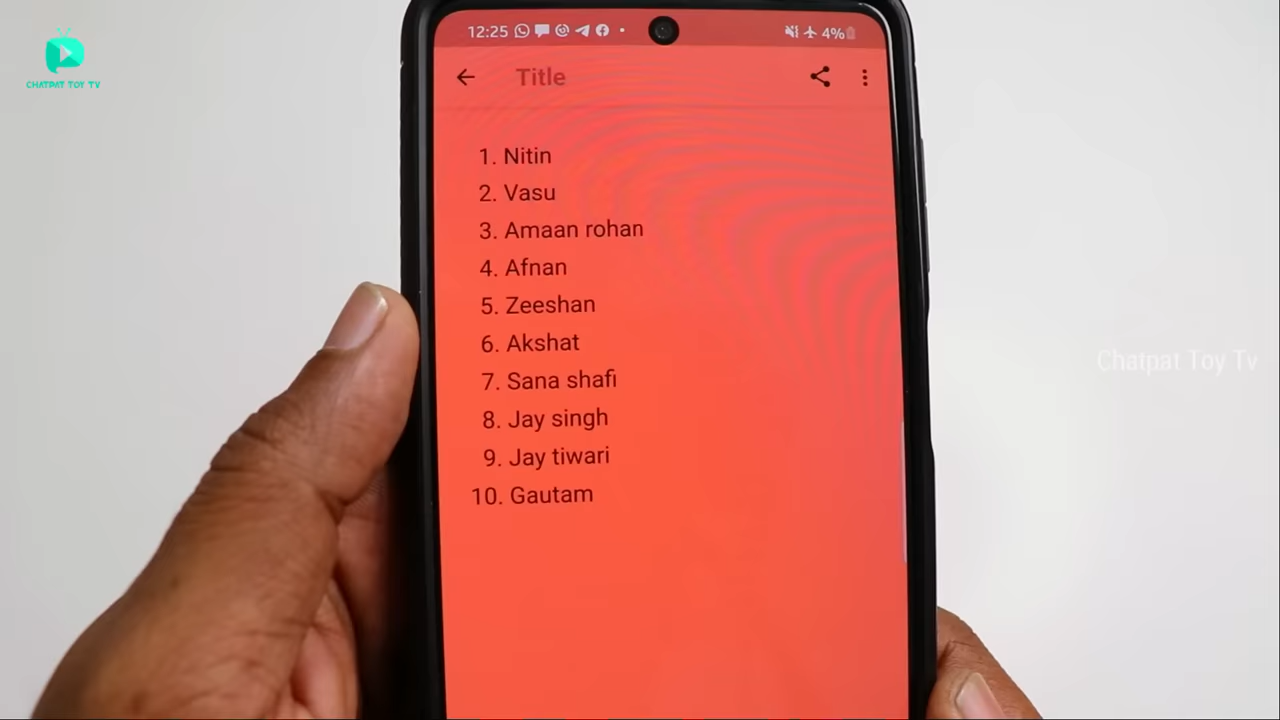 12:25
4%
CHATPAT TOY TV
Title
1. Nitin
2. Vasu
3. Amaan rohan
4. Afnan
5. Zeeshan
6. Akshat
7. Sana shafi
8. Jay singh
9. Jay tiwari
10. Gautam
Chatpat Toy Tv